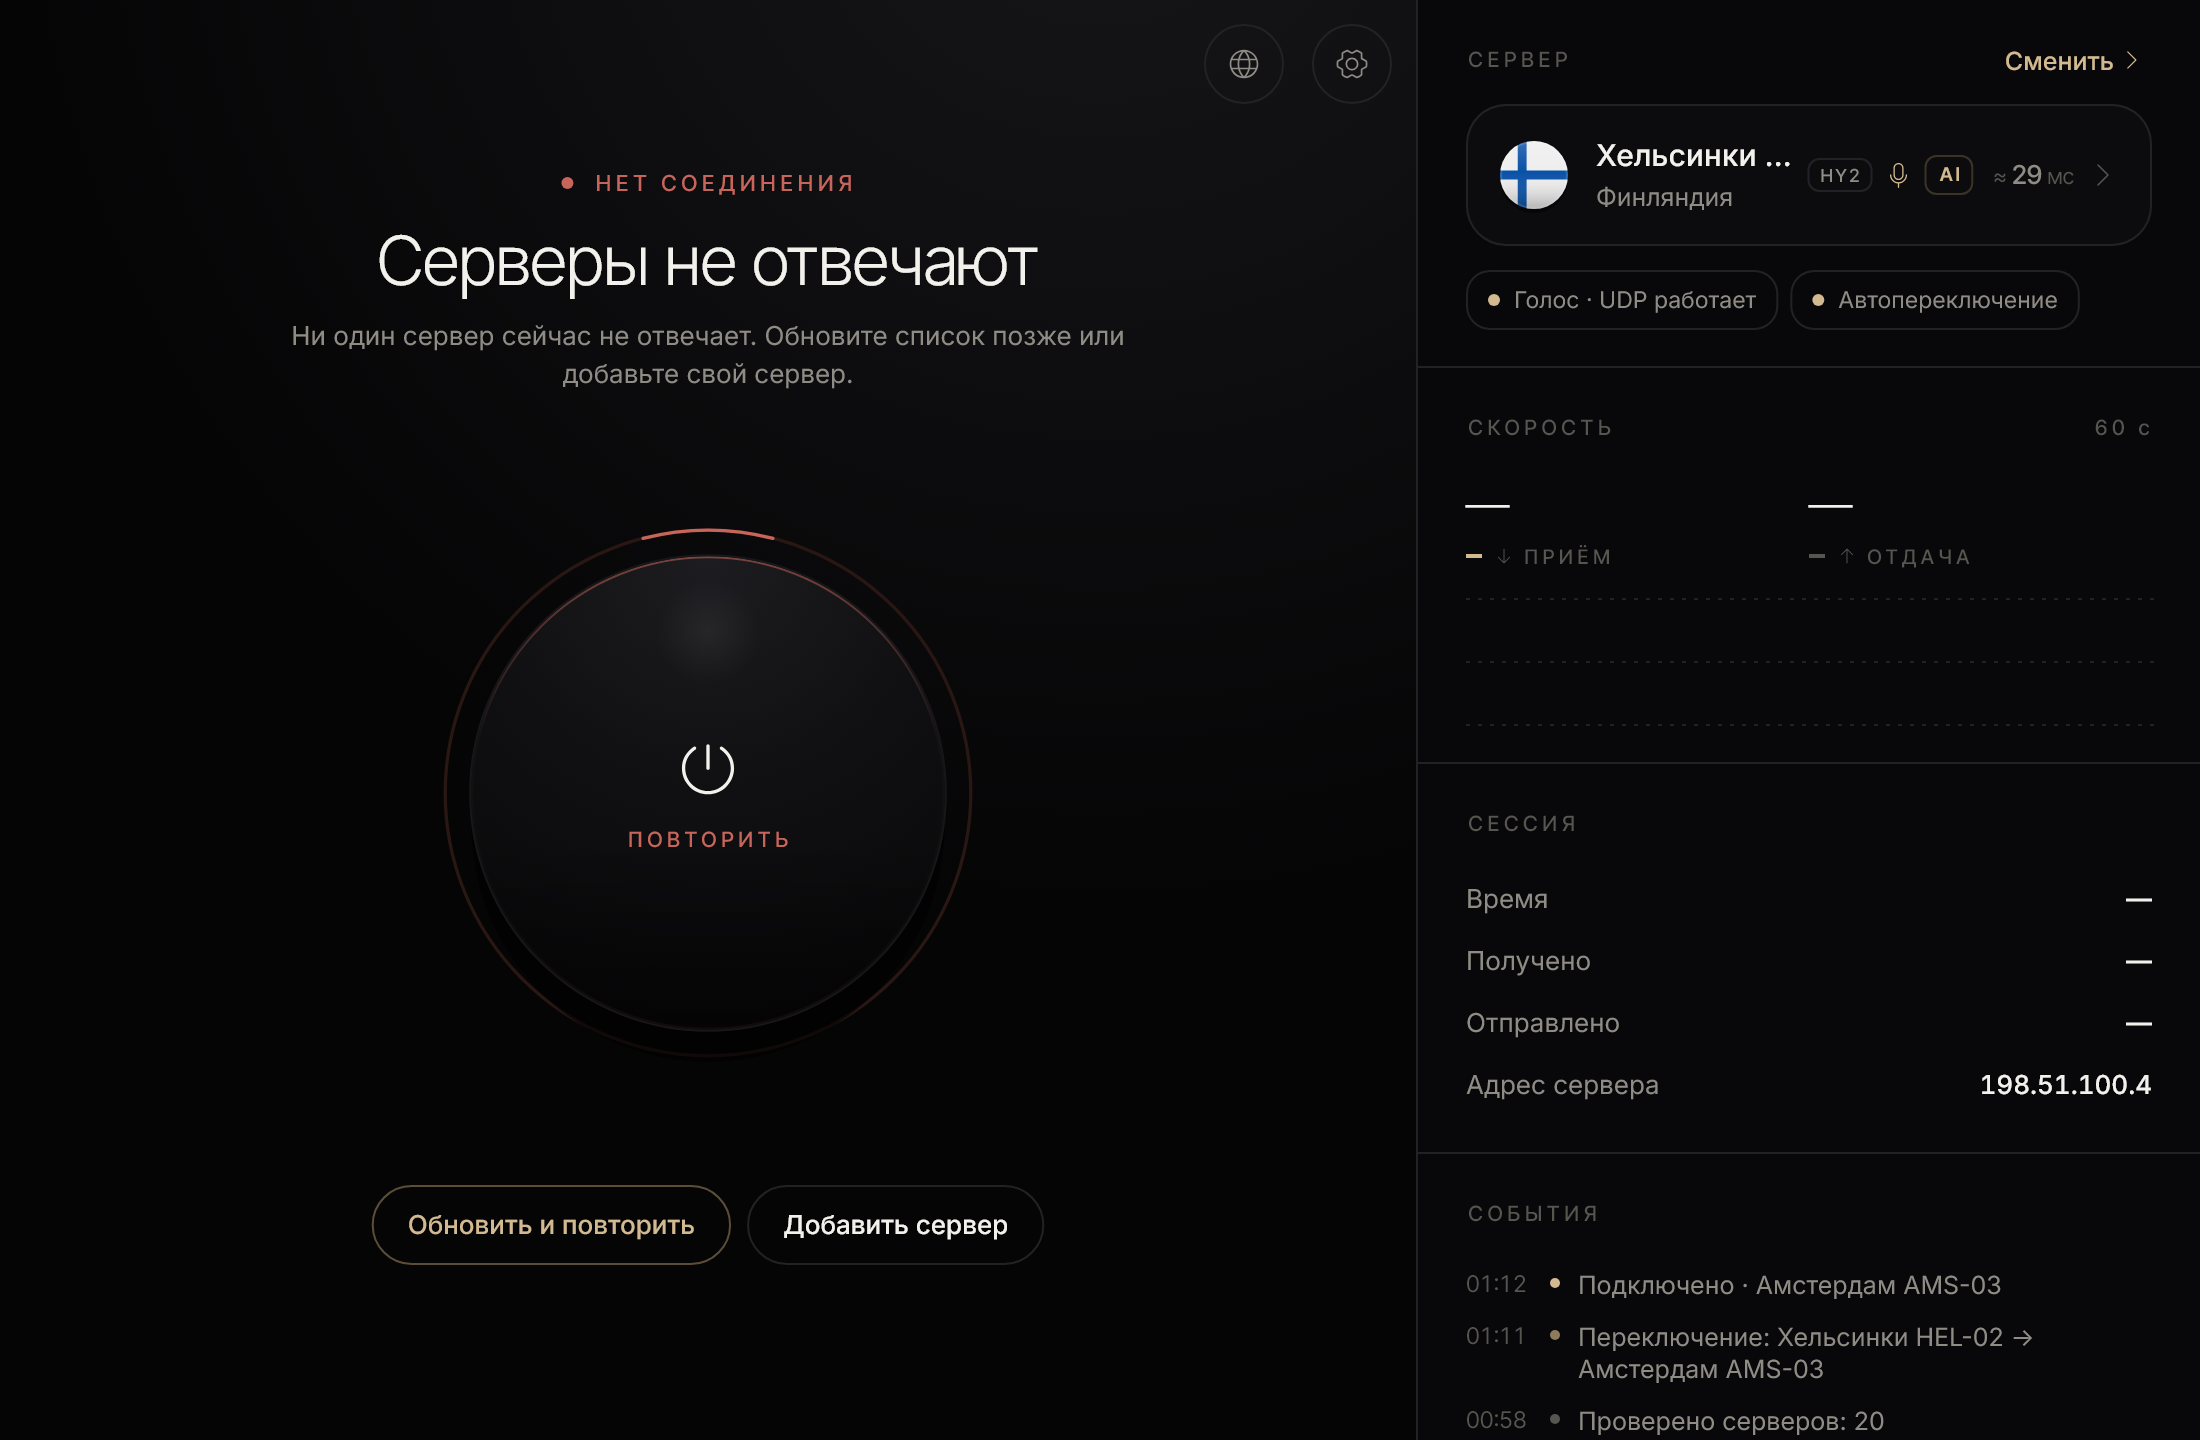 НЕТ СОЕДИНЕНИЯ
Серверы не отвечают
Ни один сервер сейчас не отвечает. Обновите список позже или
добавьте свой сервер.
ПОВТОРИТЬ
Обновить и повторить
Добавить сервер
СЕРВЕР
Сменить
Хельсинки ...
Финляндия
HY2
AI
≈ 29 мс
Голос · UDP работает
Автопереключение
СКОРОСТЬ
60 с
— —
↓ ПРИЁМ
↑ ОТДАЧА
СЕССИЯ
Время —
Получено —
Отправлено —
Адрес сервера 198.51.100.4
СОБЫТИЯ
01:12 Подключено · Амстердам AMS-03
01:11 Переключение: Хельсинки HEL-02 →
Амстердам AMS-03
00:58 Проверено серверов: 20